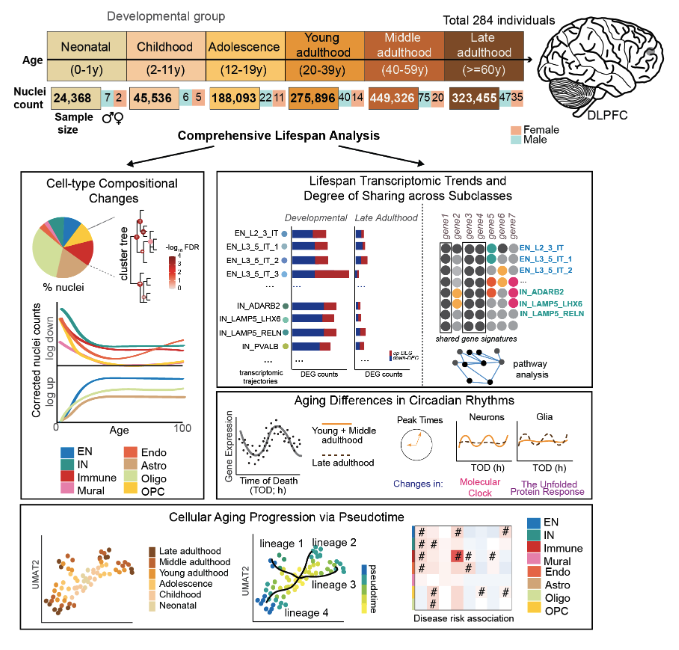 Developmental group
Total 284 individuals
Age
Neonatal
(0-1y)
Childhood
(2-11y)
Adolescence
(12-19y)
Young
adulthood
(20-39y)
Middle
adulthood
(40-59y)
Late
adulthood
(>=60y)
Nuclei
count
24,368 7 2
45,536 6 5
188,093 22 11
275,896 40 14
449,326 75 20
323,455 47 35
Sample
size
♂♀
Female
Male
DLPFC
Comprehensive Lifespan Analysis
Cell-type Compositional
Changes
% nuclei
cluster tree
-log10 FDR
4
3
2
1
0
Corrected nuclei counts
log down
log up
0
Age
100
EN
IN
Immune
Mural
Endo
Astro
Oligo
OPC
Lifespan Transcriptomic Trends and
Degree of Sharing across Subclasses
Developmental
Late Adulthood
EN_L2_3_IT
EN_L3_5_IT_1
EN_L3_5_IT_2
EN_L3_5_IT_3
...
IN_ADARB2
IN_LAMP5_LHX6
IN_LAMP5_RELN
IN_PVALB
...
...
...
transcriptomic
trajectories
DEG counts
DEG counts
up DEG
down DEG
gene1
gene2
gene3
gene4
gene5
gene6
gene7
EN_L2_3_IT
EN_L3_5_IT_1
EN_L3_5_IT_2
...
IN_ADARB2
IN_LAMP5_LHX6
IN_LAMP5_RELN
shared gene signatures
pathway
analysis
Aging Differences in Circadian Rhythms
Gene Expression
Time of Death
(TOD; h)
Young + Middle
adulthood
Late adulthood
Peak Times
Changes in:
Neurons
TOD (h)
Molecular
Clock
Glia
TOD (h)
The Unfolded
Protein Response
Cellular Aging Progression via Pseudotime
UMAT2
Late adulthood
Middle adulthood
Young adulthood
Adolescence
Childhood
Neonatal
UMAT2
lineage 1
lineage 2
lineage 3
lineage 4
pseudotime
# # #
# #
# # # #
# #
# # #
#
Disease risk association
EN
IN
Immune
Mural
Endo
Astro
Oligo
OPC